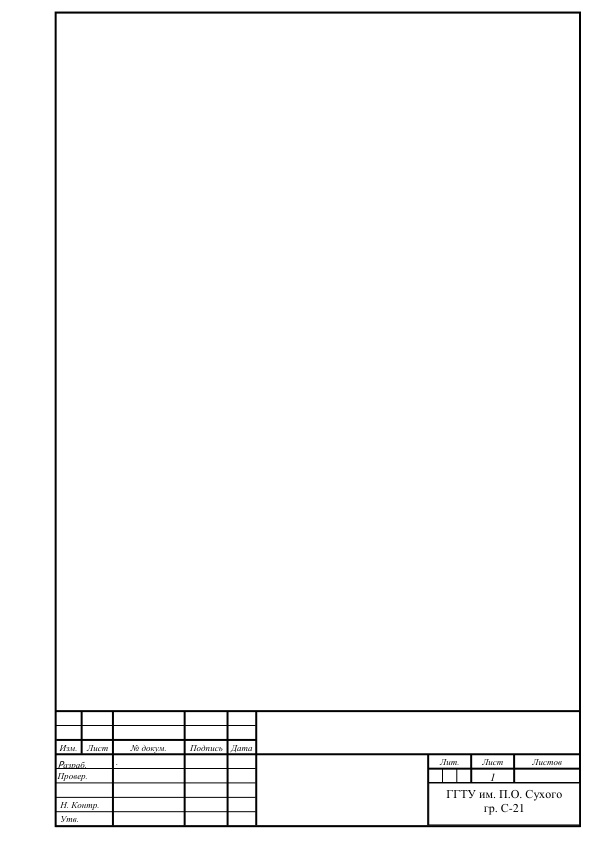 Изм. Лист № докум. Подпись Дата
Разраб. .
Провер.
Н. Контр.
Утв.
Лит. Лист Листов
1
ГГТУ им. П.О. Сухого
гр. С-21